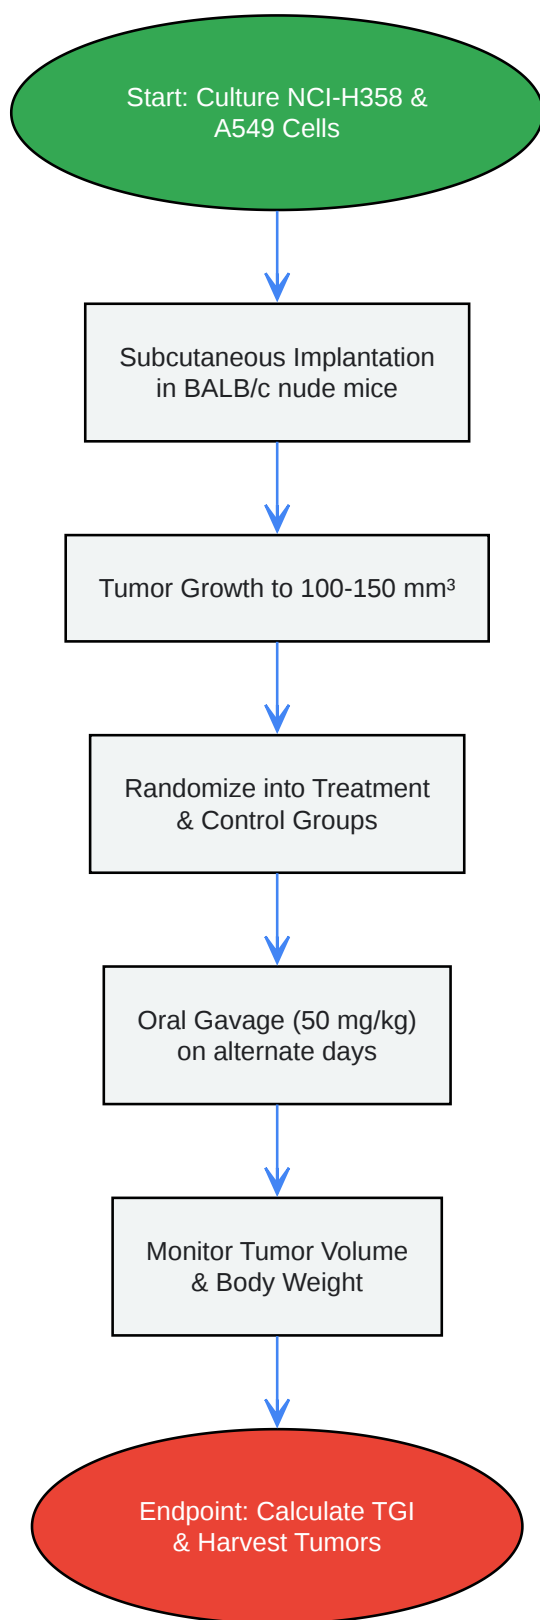 Start: Culture NCI-H358 &
A549 Cells
Subcutaneous Implantation
in BALB/c nude mice
Tumor Growth to 100-150 mm³
Randomize into Treatment
& Control Groups
Oral Gavage (50 mg/kg)
on alternate days
Monitor Tumor Volume
& Body Weight
Endpoint: Calculate TGI
& Harvest Tumors